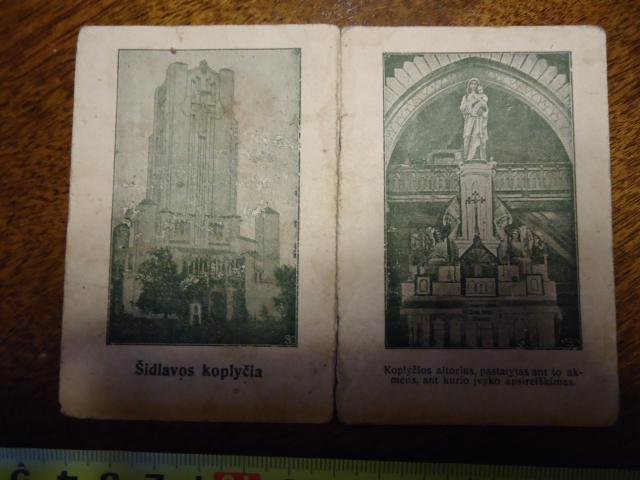 Šidlavos koplyčia
Koplyčios altorius, pastatytas ant to ak-
mens, ant kurio įvyko apsireiškimas.